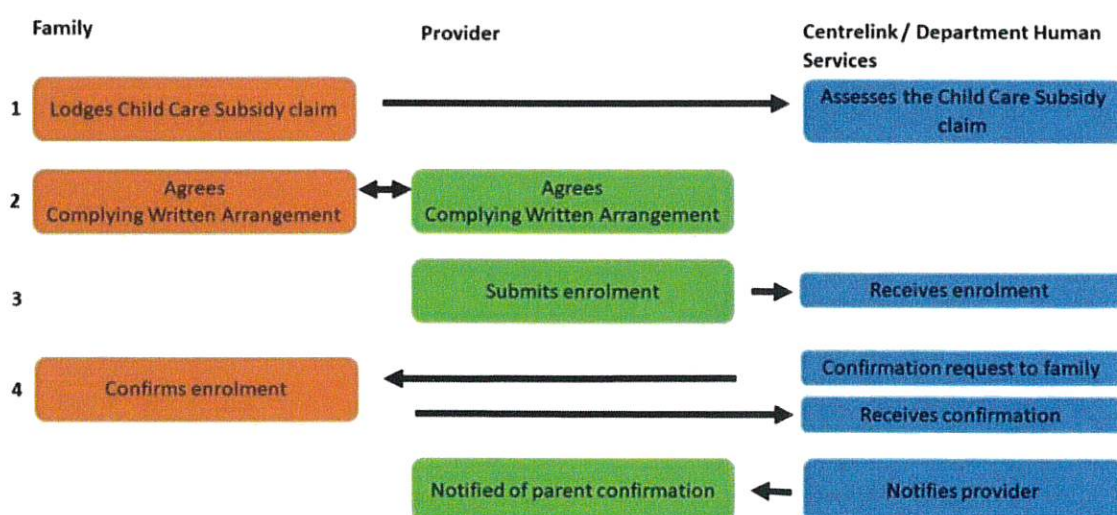 Family
Provider
Centrelink / Department Human
Services
1
Lodges Child Care Subsidy claim
Assesses the Child Care Subsidy
claim
2
Agrees
Complying Written Arrangement
Agrees
Complying Written Arrangement
3
Submits enrolment
Receives enrolment
4
Confirms enrolment
Confirmation request to family
Receives confirmation
Notified of parent confirmation
Notifies provider